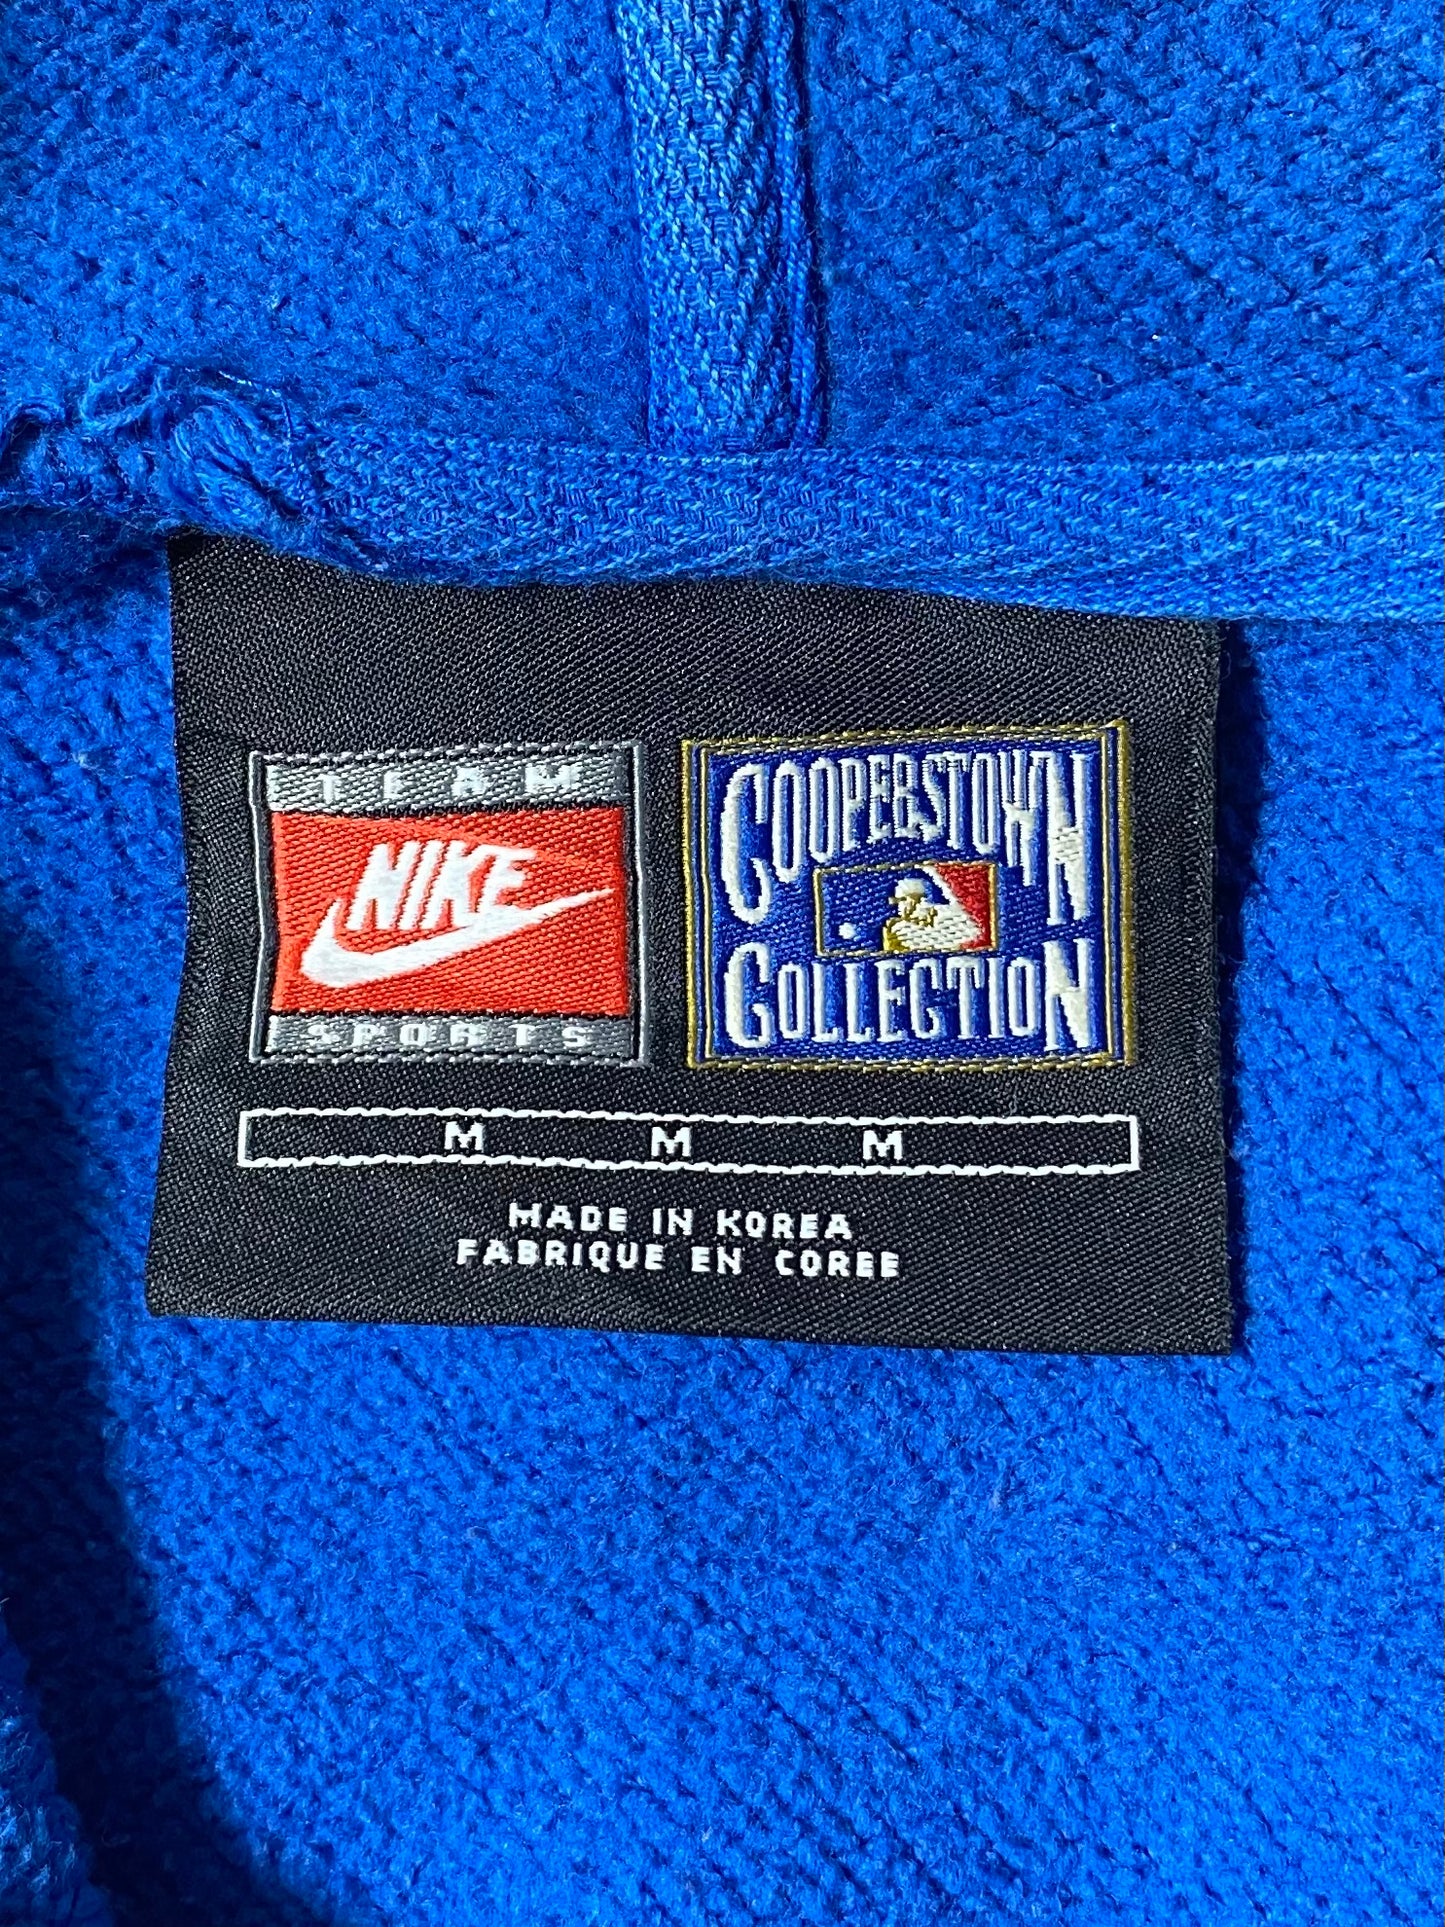 TEAM
NIKE
SPORTS
COOPERSTOWN
COLLECTION
M M M
MADE IN KOREA
FABRIQUE EN COREE